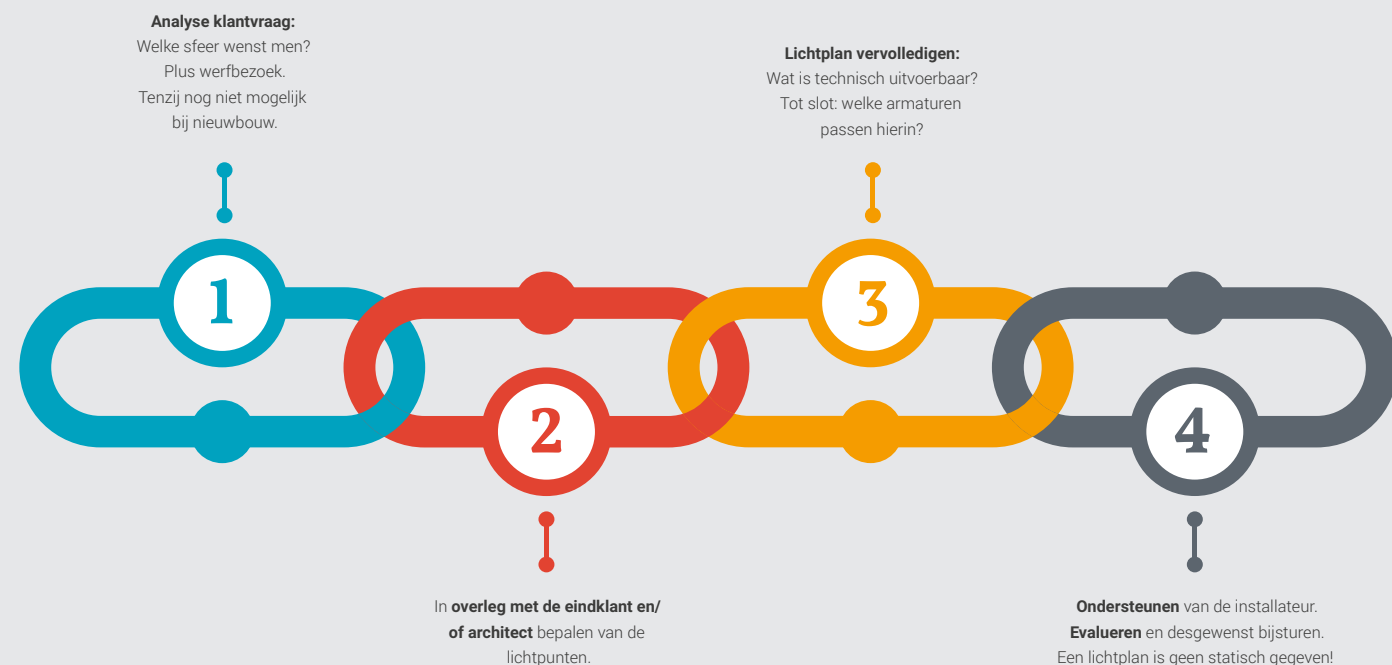 Analyse klantvraag:
Welke sfeer wenst men?
Plus werfbezoek.
Tenzij nog niet mogelijk
bij nieuwbouw.
1
In overleg met de eindklant en/
of architect bepalen van de
lichtpunten.
2
Lichtplan vervolledigen:
Wat is technisch uitvoerbaar?
Tot slot: welke armaturen
passen hierin?
3
Ondersteunen van de installateur.
Evalueren en desgewenst bijsturen.
Een lichtplan is geen statisch gegeven!
4